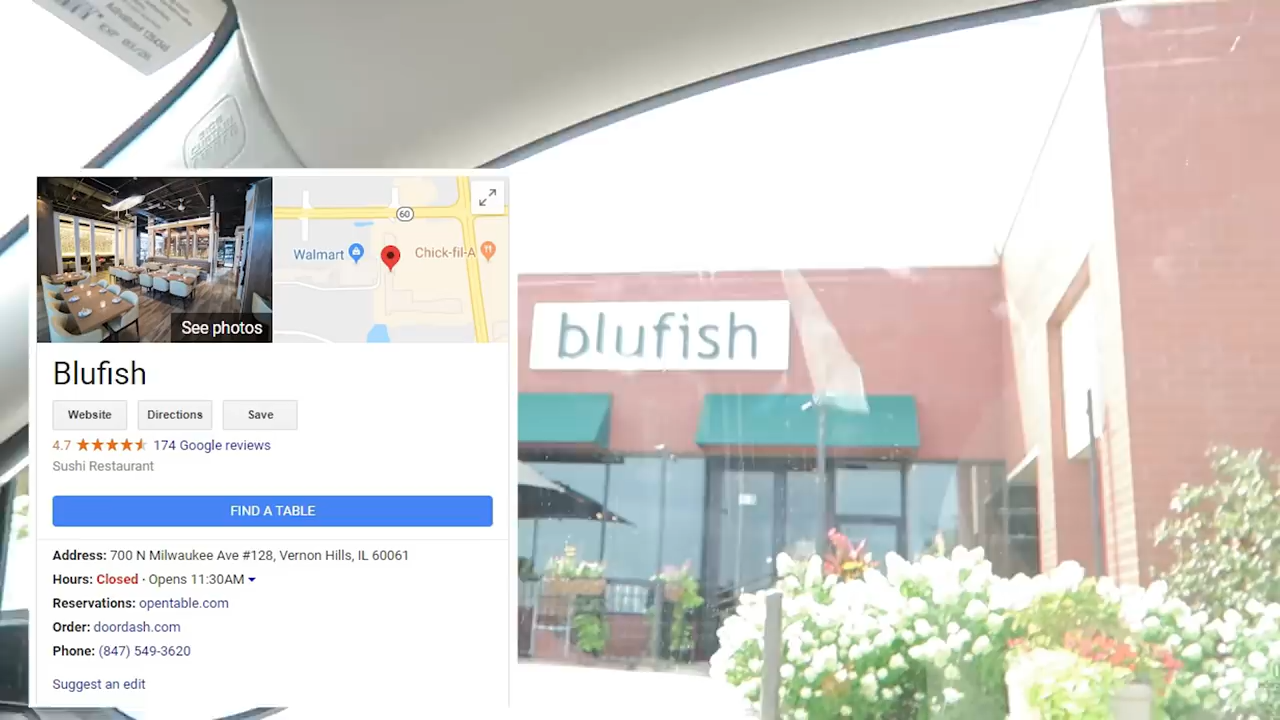 60
Walmart
Chick-fil-A
See photos
Blufish
Website
Directions
Save
4.7
174 Google reviews
Sushi Restaurant
FIND A TABLE
Address: 700 N Milwaukee Ave #128, Vernon Hills, IL 60061
Hours: Closed · Opens 11:30AM
Reservations: opentable.com
Order: doordash.com
Phone: (847) 549-3620
Suggest an edit
blufish